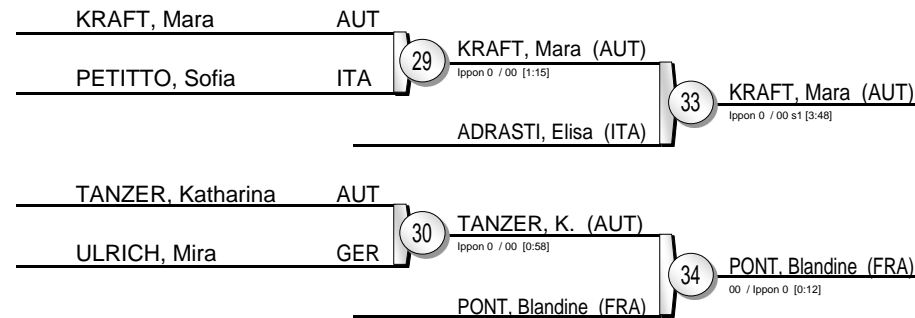 KRAFT, Mara AUT
PETITTO, Sofia ITA
29
KRAFT, Mara (AUT)
Ippon 0 / 00 [1:15]
ADRASTI, Elisa (ITA)
33
KRAFT, Mara (AUT)
Ippon 0 / 00 s1 [3:48]
TANZER, Katharina AUT
ULRICH, Mira GER
30
TANZER, K. (AUT)
Ippon 0 / 00 [0:58]
PONT, Blandine (FRA)
34
PONT, Blandine (FRA)
00 / Ippon 0 [0:12]